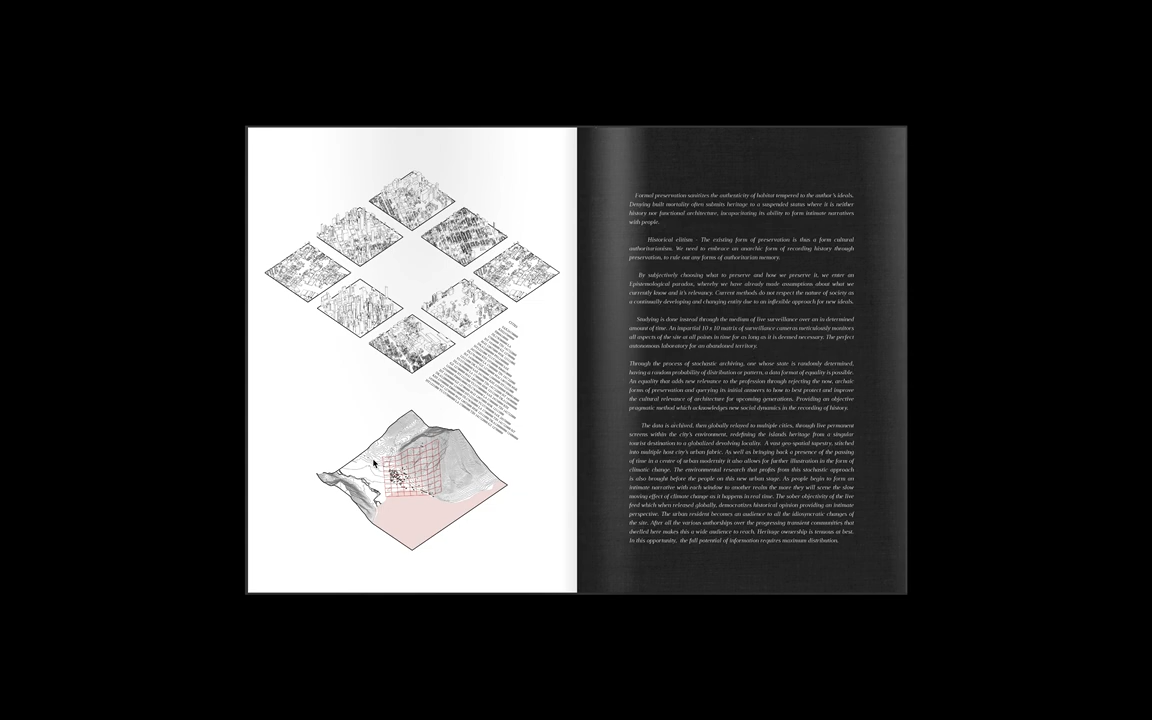 Formal preservation sanitizes the authenticity of habitat tempered to the author's ideals.
Denying built mortality often submits heritage to a suspended status where it is neither
history nor functional architecture, incapacitating its ability to form intimate narratives
with people.
Historical elitism - The existing form of preservation is thus a form cultural
authoritarianism. We need to embrace an anarchic form of recording history through
preservation, to rule out any forms of authoritarian memory.
By subjectively choosing what to preserve and how we preserve it, we enter an
Epistemological paradox, whereby we have already made assumptions about what we
currently know and it's relevancy. Current methods do not respect the nature of society as
a continually developing and changing entity due to an inflexible approach for new ideals.
Studying is done instead through the medium of live surveillance over an in determined
amount of time. An impartial 10 x 10 matrix of surveillance cameras meticulously monitors
all aspects of the site at all points in time for as long as it is deemed necessary. The perfect
autonomous laboratory for an abandoned territory.
Through the process of stochastic archiving, one whose state is randomly determined,
having a random probability of distribution or pattern, a data format of equality is possible.
An equality that adds new relevance to the profession through rejecting the now, archaic
forms of preservation and querying its initial answers to how to best protect and improve
the cultural relevance of architecture for upcoming generations. Providing an objective
pragmatic method which acknowledges new social dynamics in the recording of history.
The data is archived, then globally relayed to multiple cities, through live permanent
screens within the city's environment, redefining the Islands heritage from a singular
tourist destination to a globalized devolving locality. A vast geo-spatial tapestry, stitched
into multiple host city's urban fabric. As well as bringing back a presence of the passing
of time in a centre of urban modernity it also allows for further illustration in the form of
climatic change. The environmental research that profits from this stochastic approach
is also brought before the people on this new urban stage. As people begin to form an
intimate narrative with each window to another realm the more they will scene the slow
moving effect of climate change as it happens in real time. The sober objectivity of the live
feed which when released globally, democratizes historical opinion providing an intimate
perspective. The urban resident becomes an audience to all the idiosyncratic changes of
the site. After all the various authorships over the progressing transient communities that
dwelled here makes this a wide audience to reach. Heritage ownership is tenuous at best.
In this opportunity, the full potential of information requires maximum distribution.